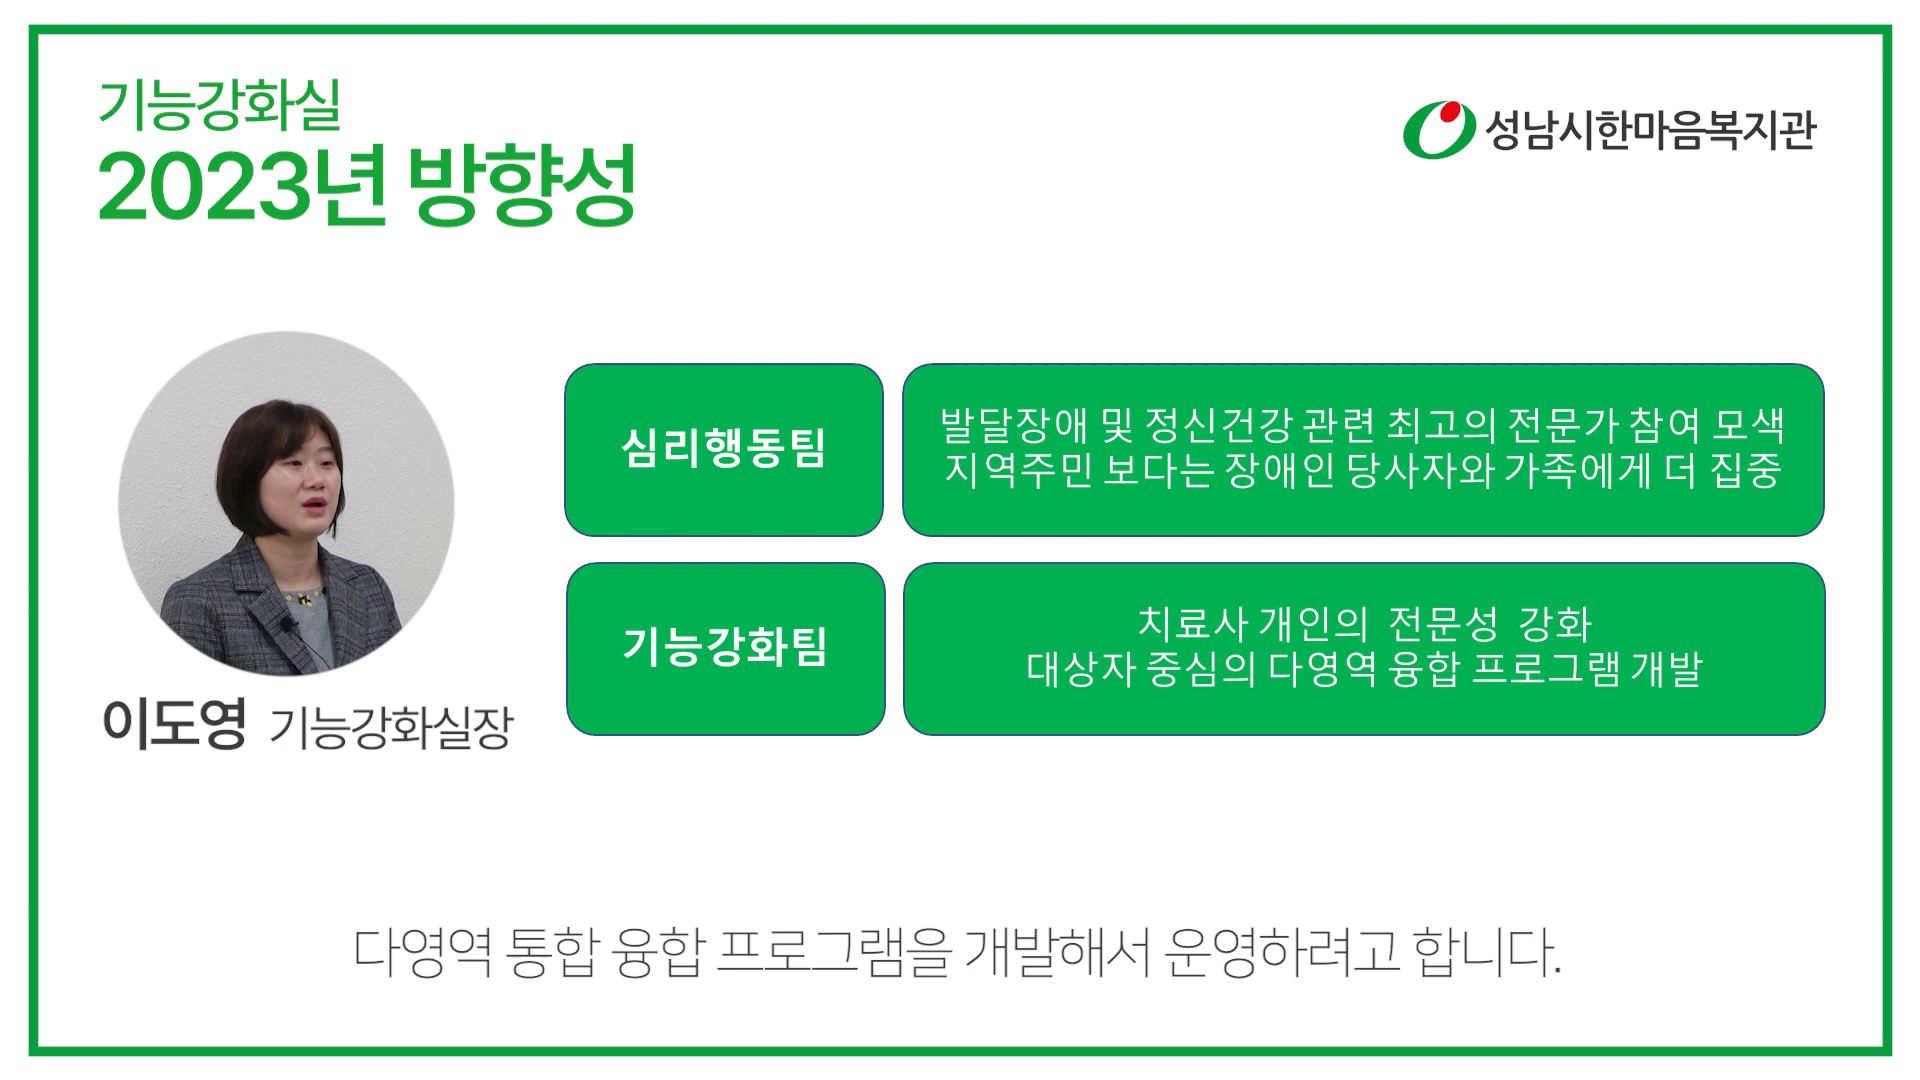 기능강화실
2023년 방향성
성남시한마음복지관
심리행동팀
발달장애 및 정신건강 관련 최고의 전문가 참여 모색
지역주민 보다는 장애인 당사자와 가족에게 더 집중
기능강화팀
치료사 개인의 전문성 강화
대상자 중심의 다영역 융합 프로그램 개발
이도영 기능강화실장
다영역 통합 융합 프로그램을 개발해서 운영하려고 합니다.